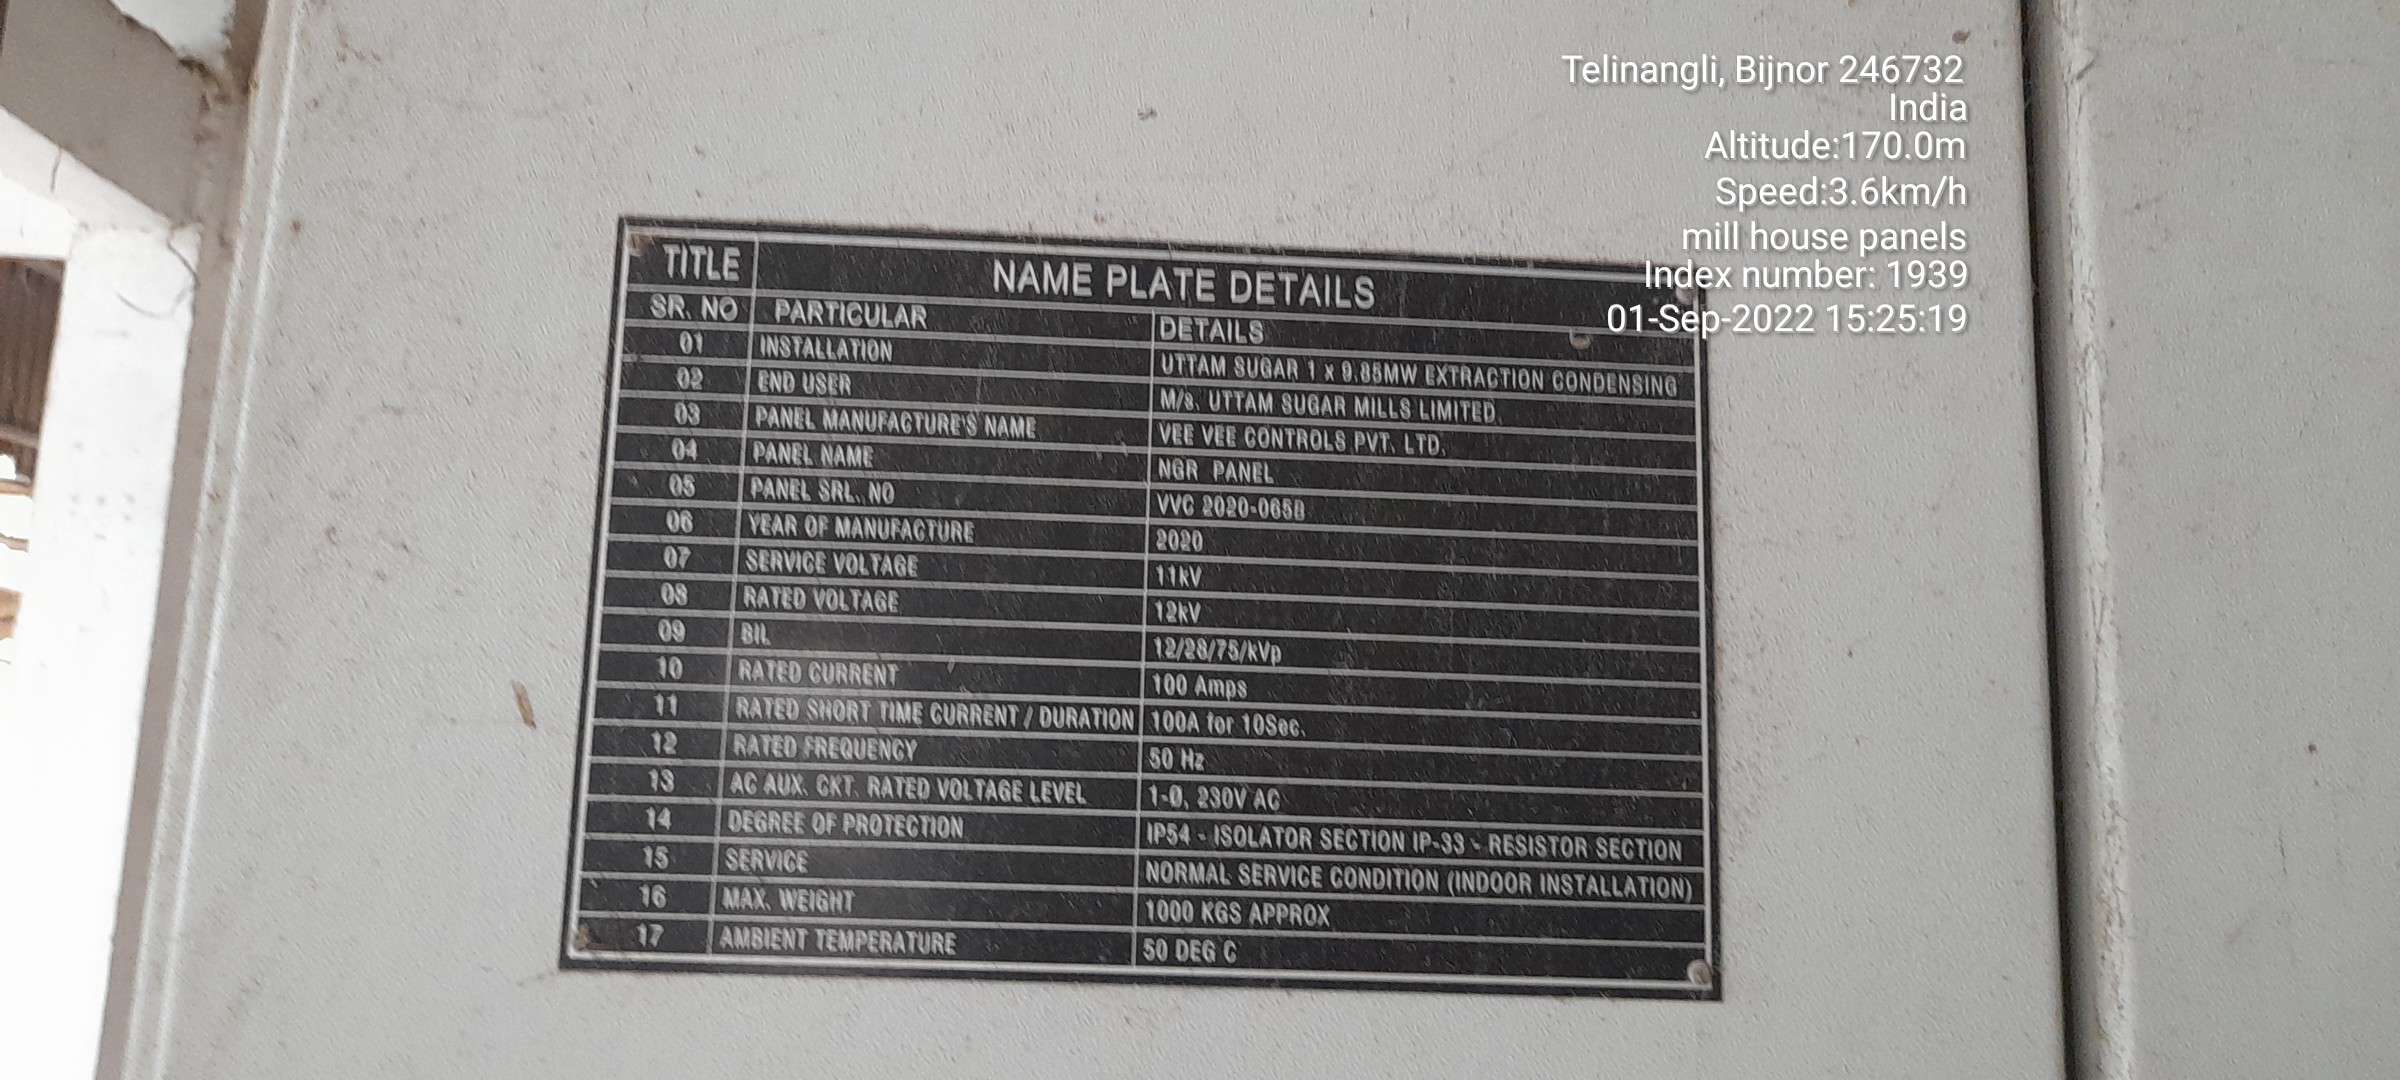 Telinangli, Bijnor 246732
India
Altitude:170.0m
Speed:3.6km/h
mill house panels
Index number: 1939
01-Sep-2022 15:25:19
TITLE NAME PLATE DETAILS
SR. NO PARTICULAR DETAILS
01 INSTALLATION UTTAM SUGAR 1 x 9.85MW EXTRACTION CONDENSING
02 END USER M/s. UTTAM SUGAR MILLS LIMITED.
03 PANEL MANUFACTURE'S NAME VEE VEE CONTROLS PVT. LTD.
04 PANEL NAME NGR PANEL
05 PANEL SRL. NO VVC 2020-065B
06 YEAR OF MANUFACTURE 2020
07 SERVICE VOLTAGE 11kV
08 RATED VOLTAGE 12kV
09 BIL 12/28/75/kVp
10 RATED CURRENT 100 Amps
11 RATED SHORT TIME CURRENT / DURATION 100A for 10Sec.
12 RATED FREQUENCY 50 Hz
13 AC AUX. CKT. RATED VOLTAGE LEVEL 1-Ø, 230V AC
14 DEGREE OF PROTECTION IP54 - ISOLATOR SECTION IP-33 - RESISTOR SECTION
15 SERVICE NORMAL SERVICE CONDITION (INDOOR INSTALLATION)
16 MAX. WEIGHT 1000 KGS APPROX
17 AMBIENT TEMPERATURE 50 DEG C